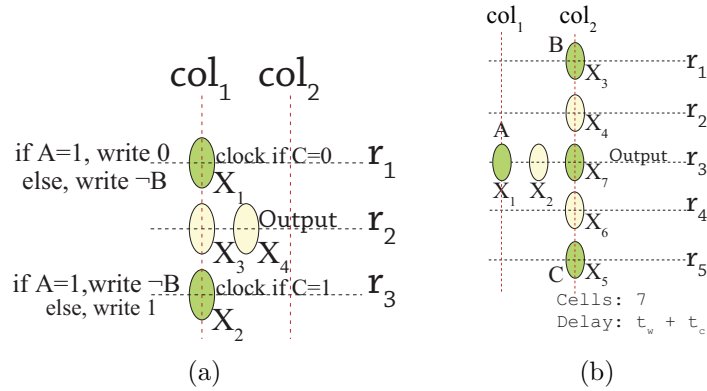 col₁ col₂
if A=1, write 0
else, write ¬B
clock if C=0
r₁
X₁
Output
r₂
X₃ X₄
if A=1,write ¬B
else, write 1
clock if C=1
r₃
X₂
(a)
col₁ col₂
B
r₁
X₃
r₂
X₄
A
Output
r₃
X₁ X₂ X₇
r₄
X₆
r₅
C X₅
Cells: 7
Delay: t_w + t_c
(b)